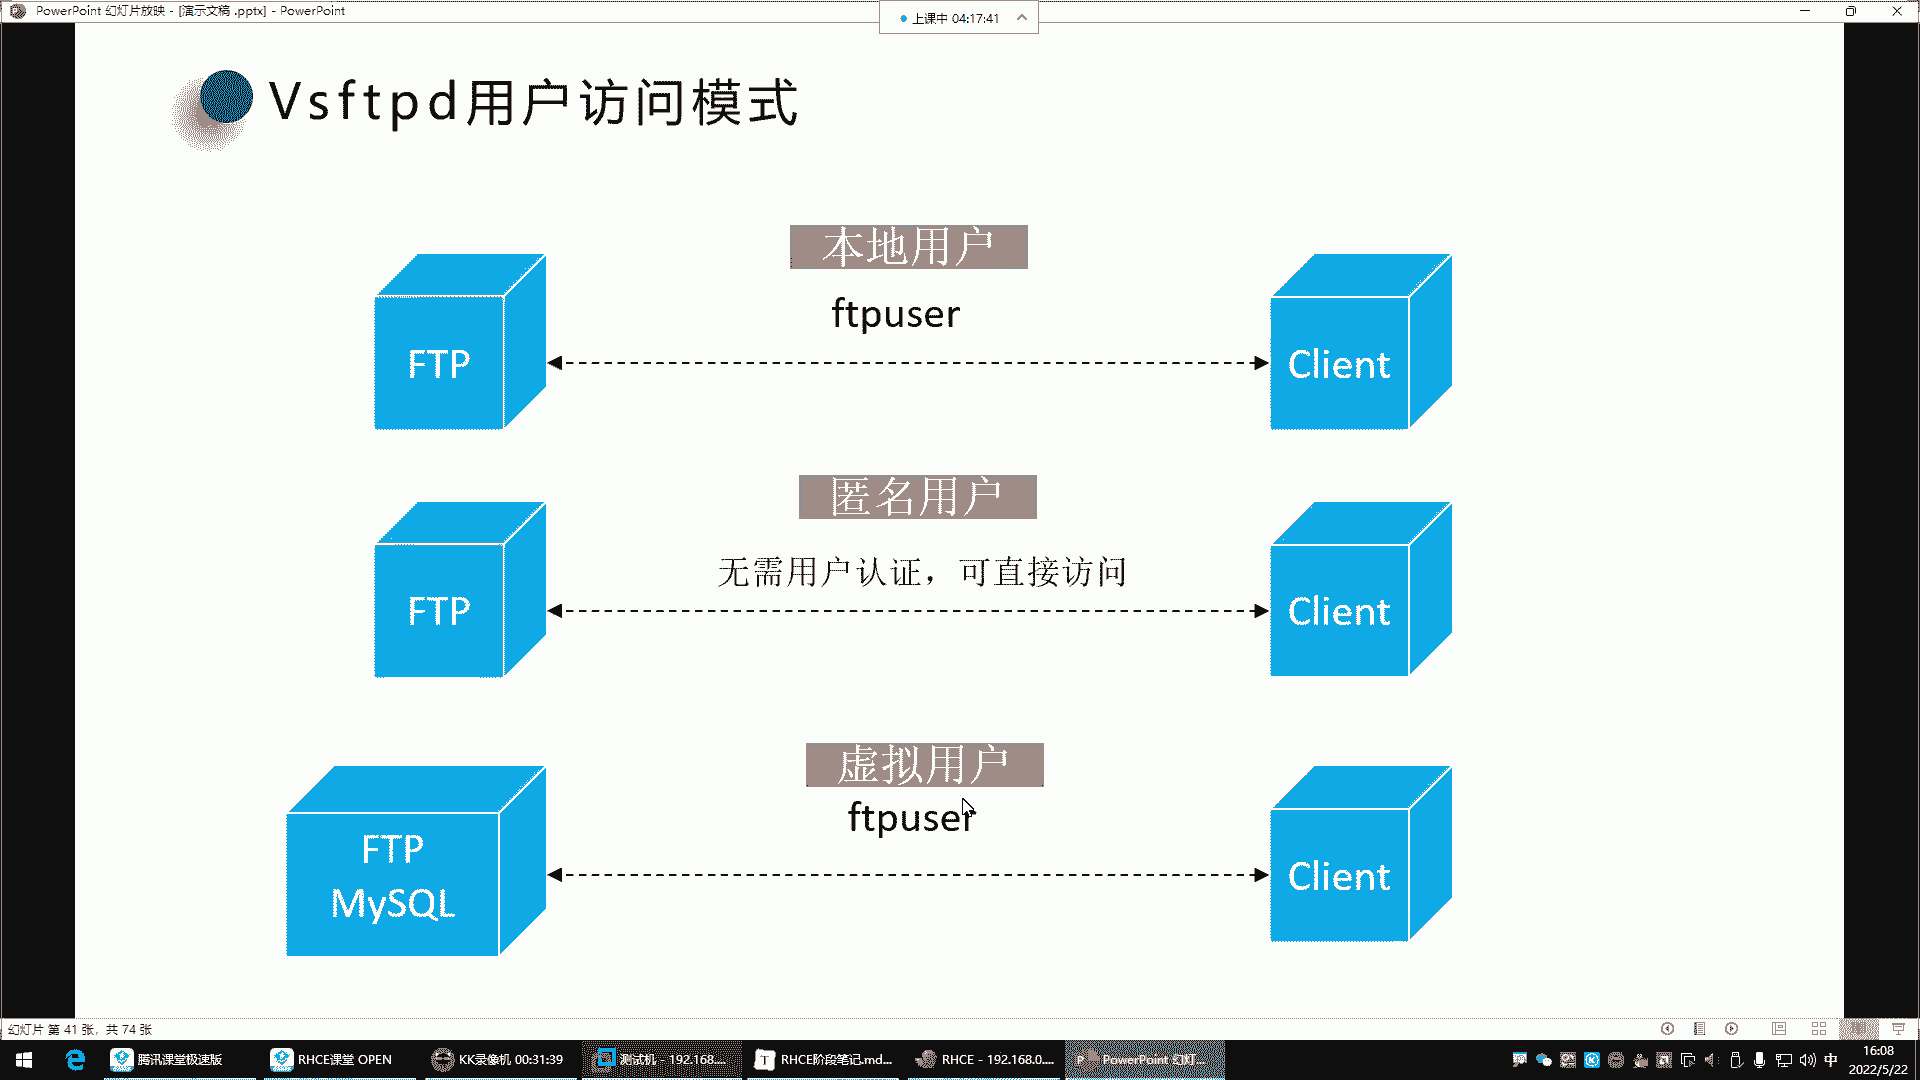 PowerPoint 幻灯片放映 - [演示文稿 .pptx] - PowerPoint
上课中 04:17:41
Vsftpd用户访问模式
本地用户
ftpuser
FTP
Client
匿名用户
无需用户认证，可直接访问
FTP
Client
虚拟用户
ftpuser
FTP
MySQL
Client
幻灯片 第 41 张，共 74 张
腾讯课堂极速版
RHCE课堂 OPEN
KK录像机 00:31:39
测试机 - 192.168....
RHCE阶段笔记.md...
RHCE - 192.168.0....
PowerPoint 幻灯...
中
16:08
2022/5/22